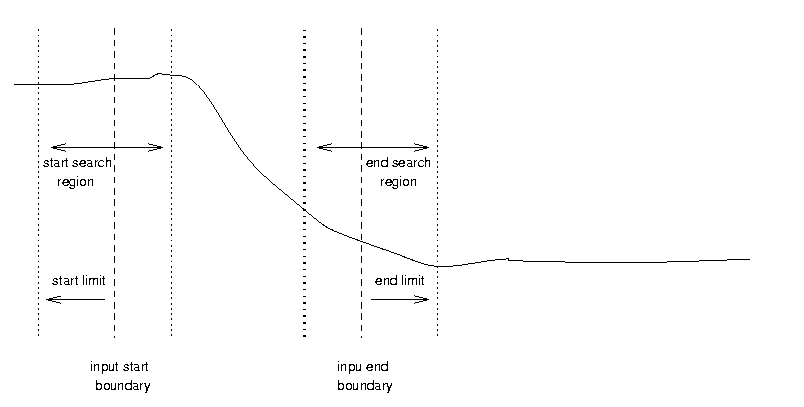 start search
region
end search
region
start limit
end limit
input start
boundary
inpu end
boundary